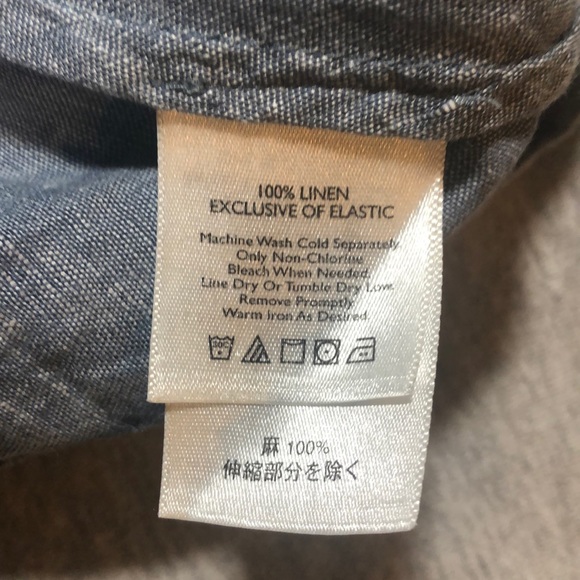 100% LINEN
EXCLUSIVE OF ELASTIC
Machine Wash Cold Separately.
Only Non-Chlorine
Bleach When Needed.
Line Dry Or Tumble Dry Low.
Remove Promptly.
Warm Iron As Desired.
麻 100%
伸縮部分を除く